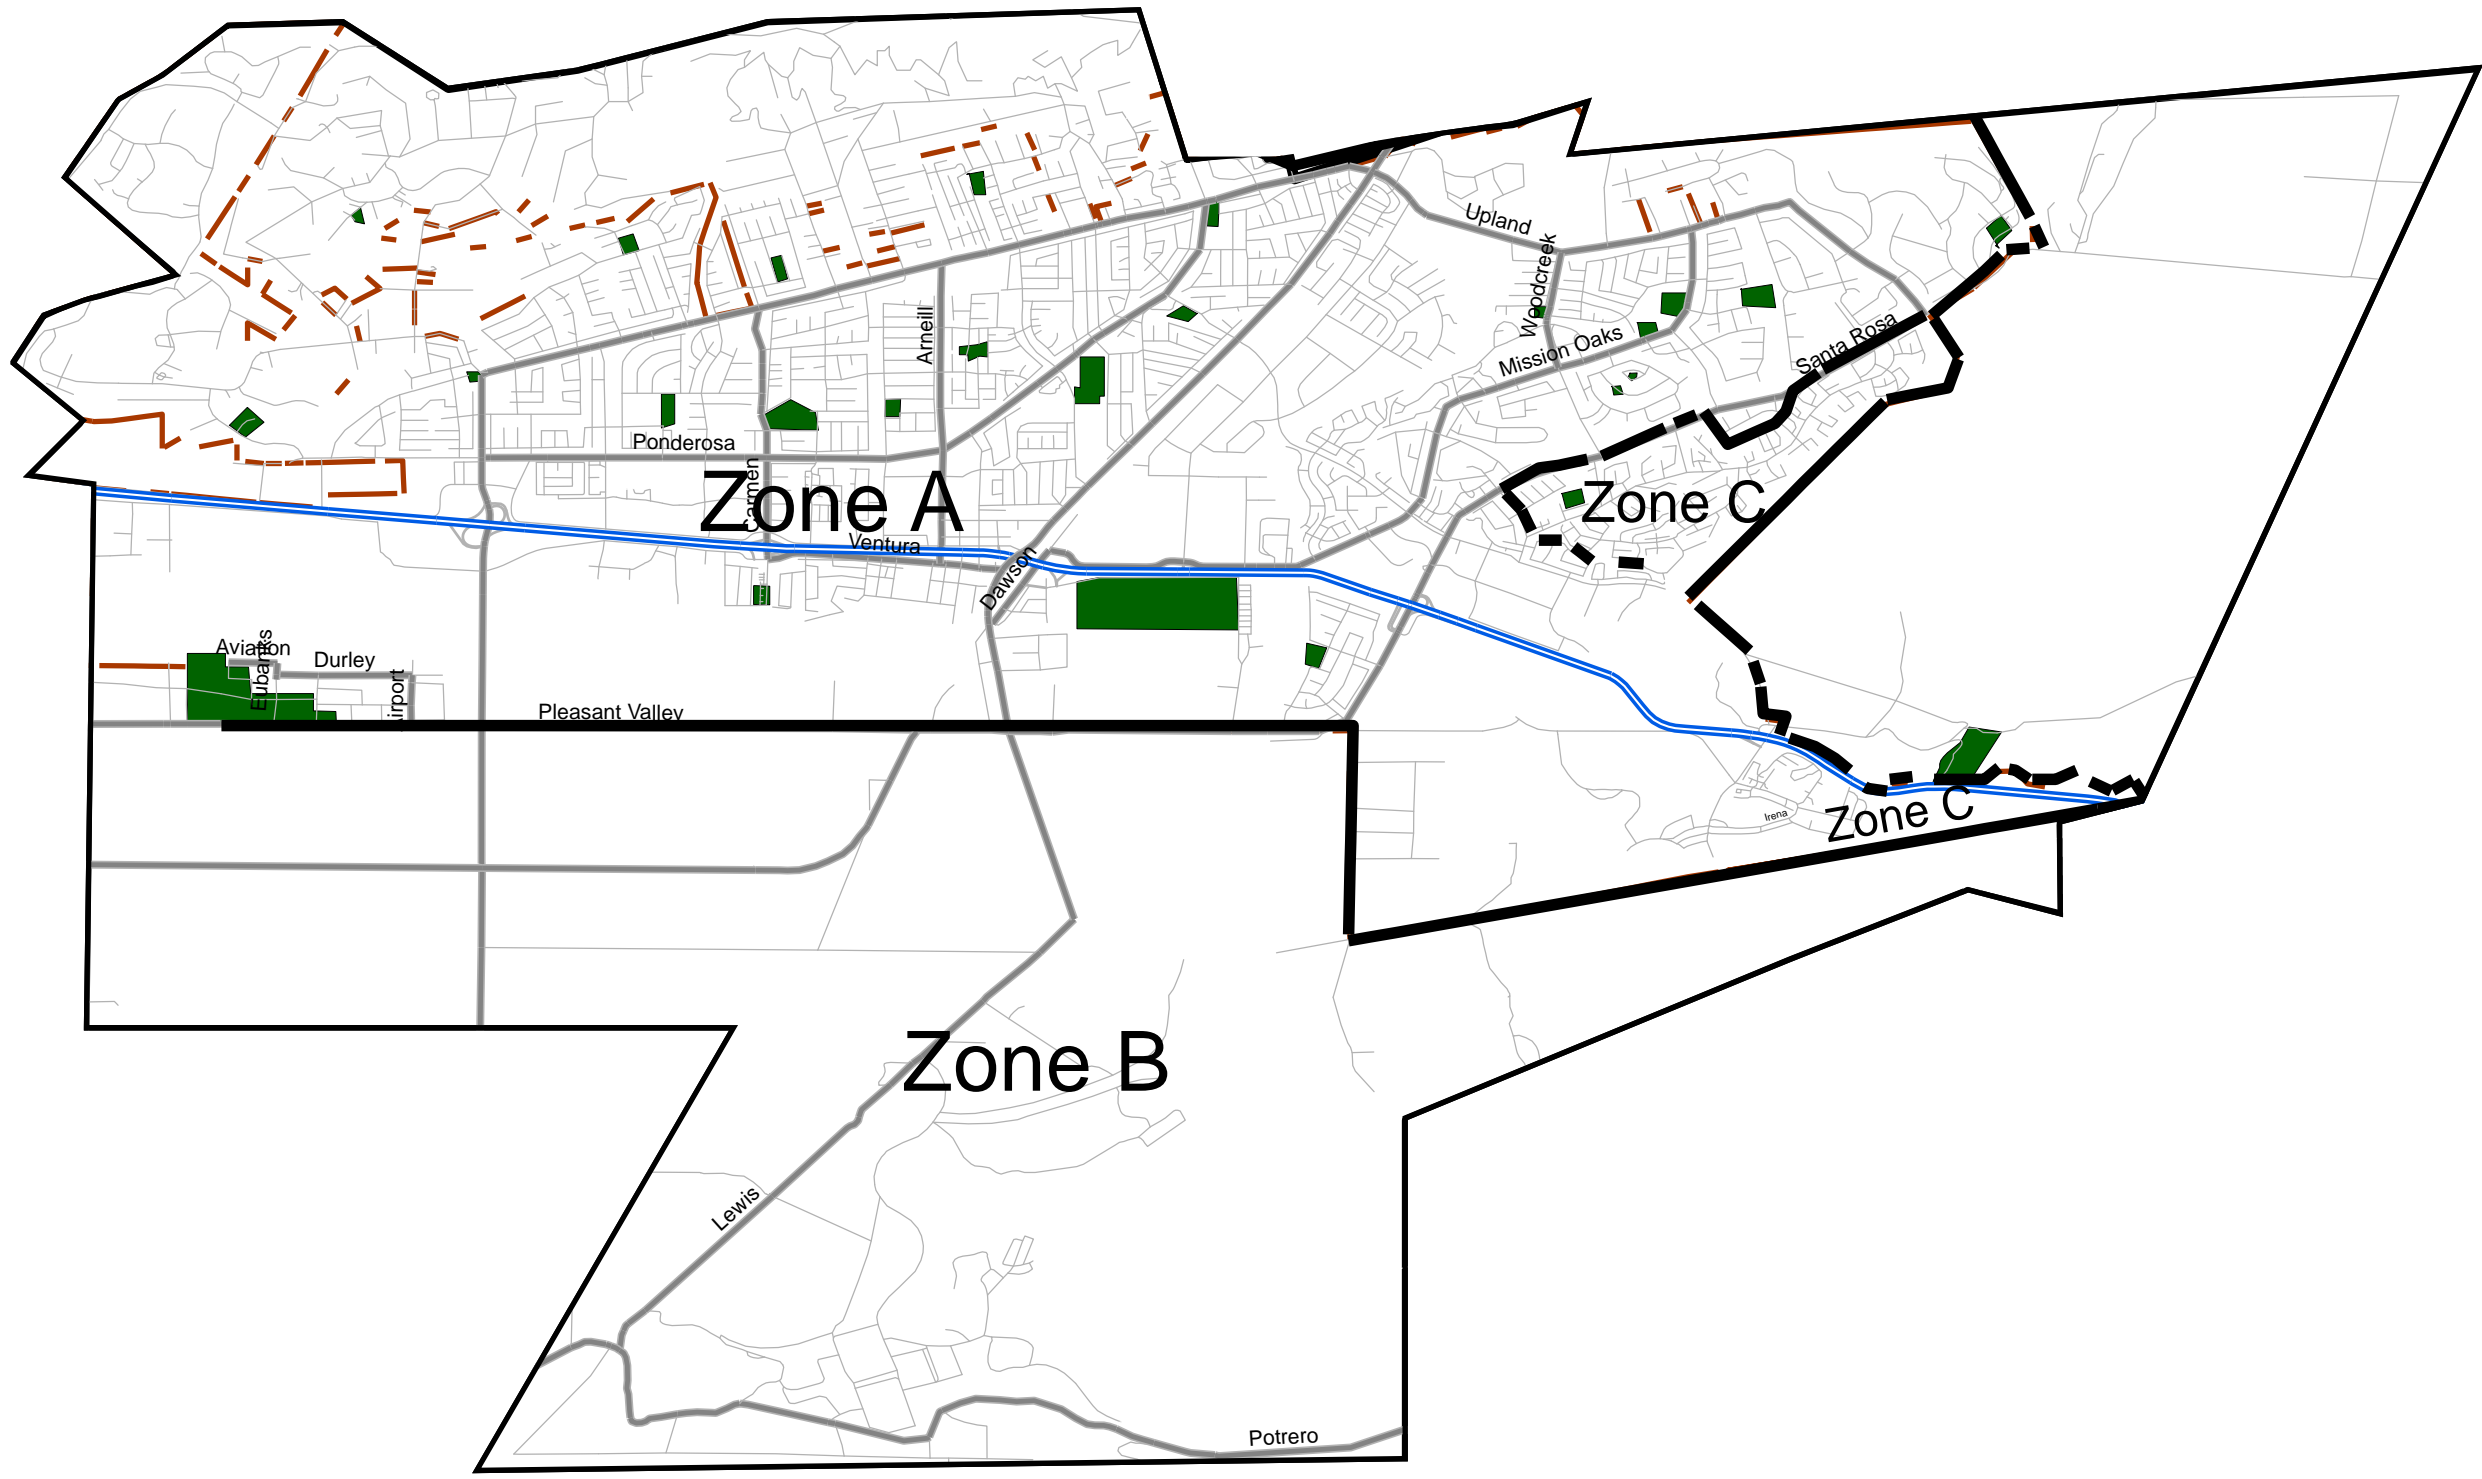 Upland
Woodcreek
Arneill
Mission Oaks
Santa Rosa
Ponderosa
Carmen
Zone A
Zone C
Ventura
Dawson
Aviation
Eubanks
Durley
Airport
Pleasant Valley
Irena
Zone C
Zone B
Lewis
Potrero